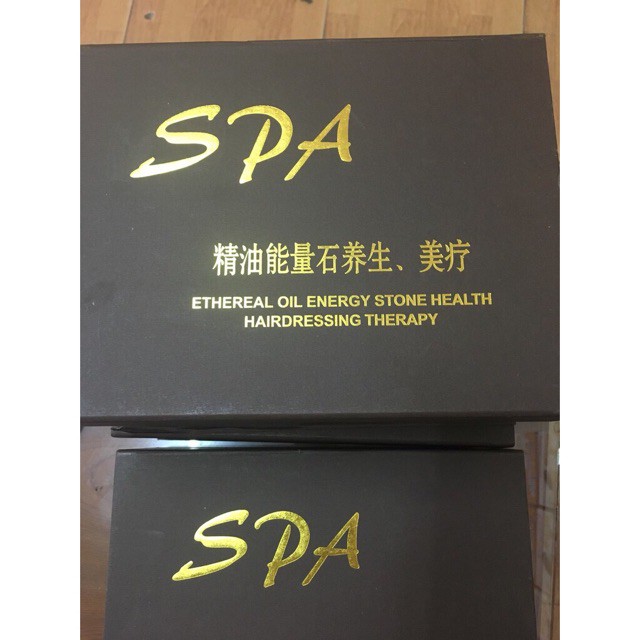 SPA
精油能量石养生、美疗
ETHEREAL OIL ENERGY STONE HEALTH
HAIRDRESSING THERAPY
SPA